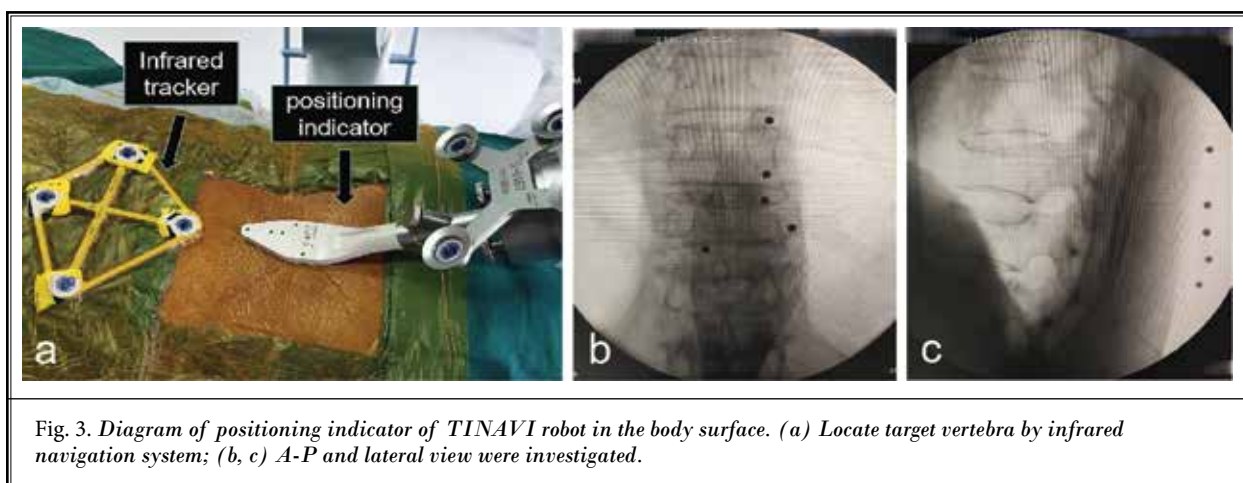 Infrared
tracker
positioning
indicator
a
b
c
Fig. 3. Diagram of positioning indicator of TINAVI robot in the body surface. (a) Locate target vertebra by infrared
navigation system; (b, c) A-P and lateral view were investigated.